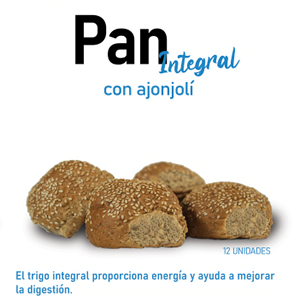 Pan
Integral
con ajonjolí
12 UNIDADES
El trigo integral proporciona energía y ayuda a mejorar
la digestión.